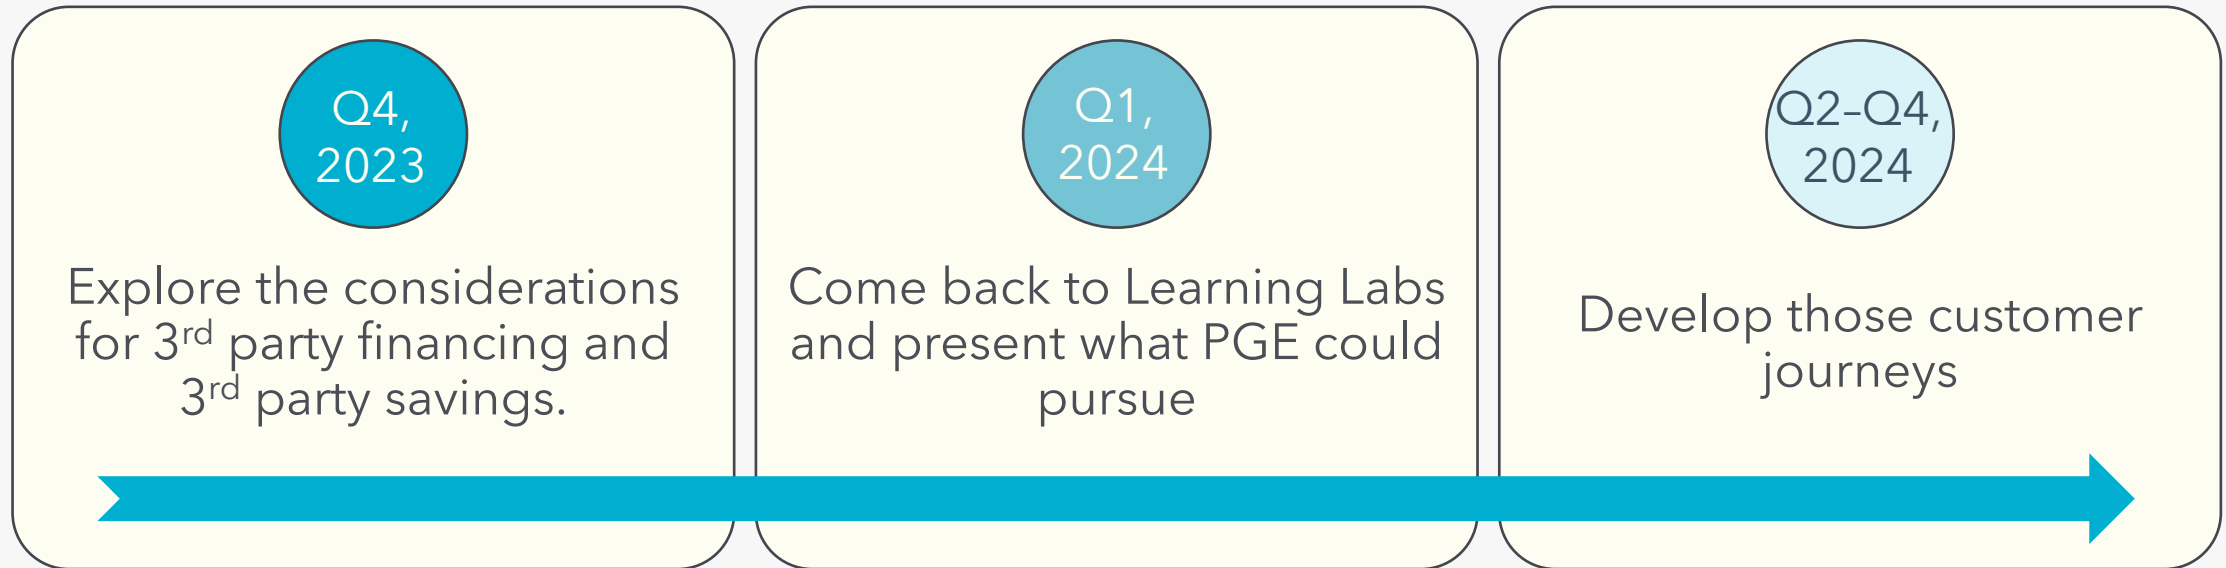 Q4,
2023
Explore the considerations
for 3rd party financing and
3rd party savings.
Q1,
2024
Come back to Learning Labs
and present what PGE could
pursue
Q2–Q4,
2024
Develop those customer
journeys